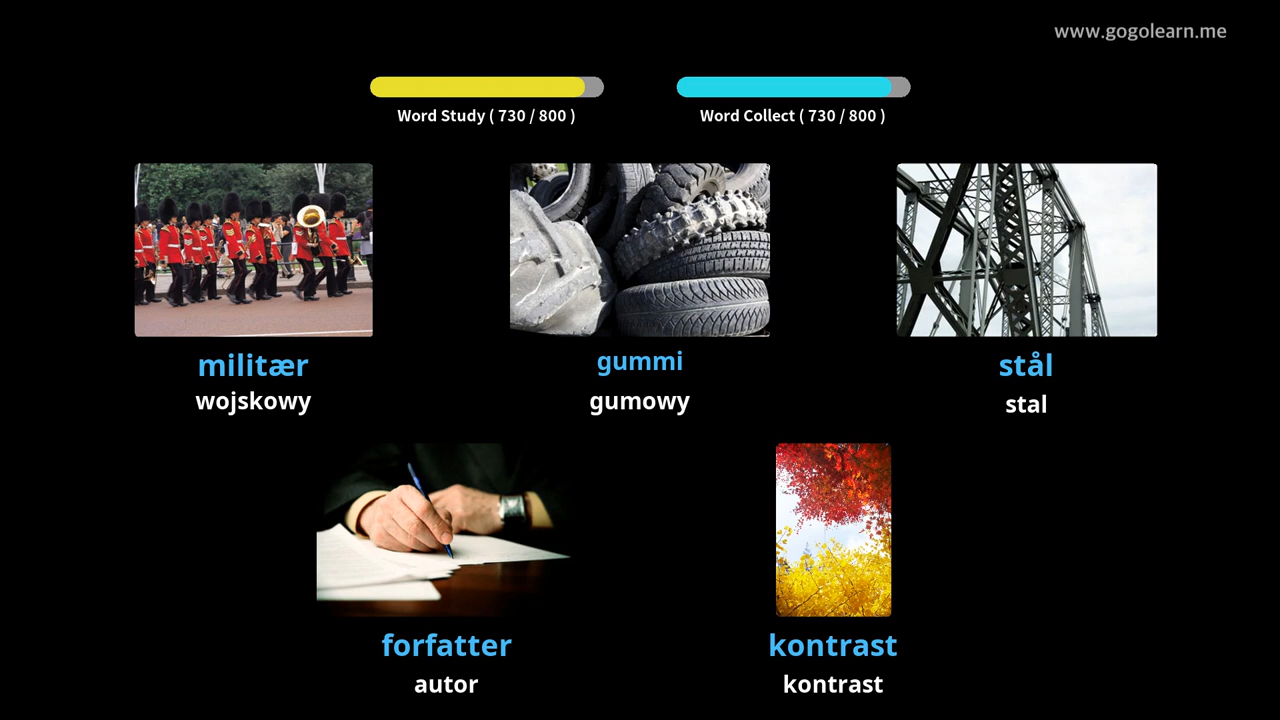 www.gogolearn.me
Word Study ( 730 / 800 )
Word Collect ( 730 / 800 )
militær
wojskowy
gummi
gumowy
stål
stal
forfatter
autor
kontrast
kontrast